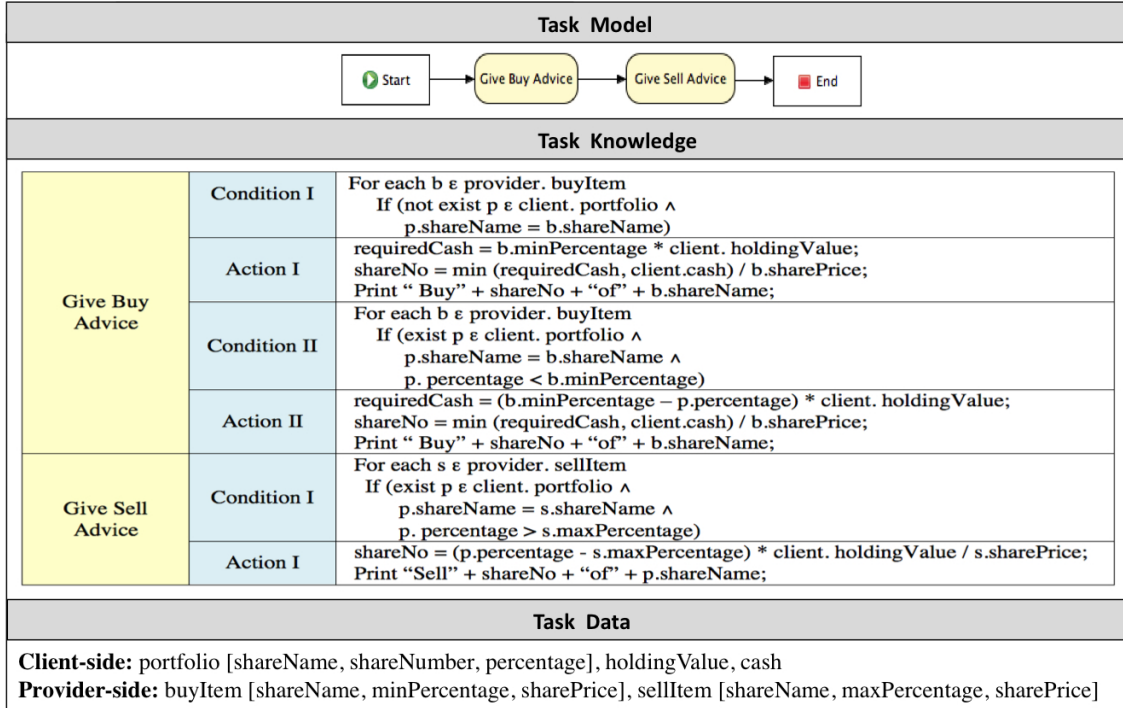 Task Model
Start
Give Buy Advice
Give Sell Advice
End
Task Knowledge
Give Buy
Advice
Condition I
For each b ε provider. buyItem
If (not exist p ε client. portfolio ∧
p.shareName = b.shareName)
Action I
requiredCash = b.minPercentage * client. holdingValue;
shareNo = min (requiredCash, client.cash) / b.sharePrice;
Print “ Buy” + shareNo + “of” + b.shareName;
Condition II
For each b ε provider. buyItem
If (exist p ε client. portfolio ∧
p.shareName = b.shareName ∧
p. percentage < b.minPercentage)
Action II
requiredCash = (b.minPercentage – p.percentage) * client. holdingValue;
shareNo = min (requiredCash, client.cash) / b.sharePrice;
Print “ Buy” + shareNo + “of” + b.shareName;
Give Sell
Advice
Condition I
For each s ε provider. sellItem
If (exist p ε client. portfolio ∧
p.shareName = s.shareName ∧
p. percentage > s.maxPercentage)
Action I
shareNo = (p.percentage - s.maxPercentage) * client. holdingValue / s.sharePrice;
Print “Sell” + shareNo + “of” + p.shareName;
Task Data
Client-side: portfolio [shareName, shareNumber, percentage], holdingValue, cash
Provider-side: buyItem [shareName, minPercentage, sharePrice], sellItem [shareName, maxPercentage, sharePrice]